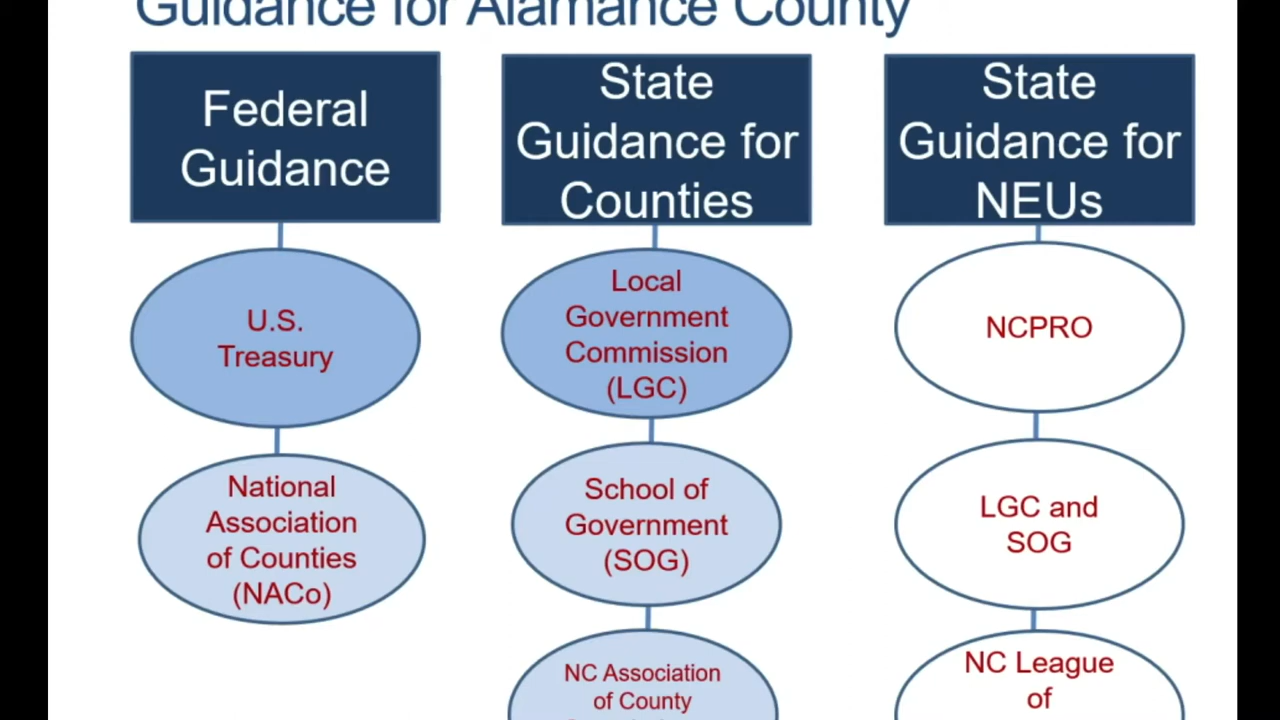 Guidance for Alamance County
Federal
Guidance
U.S.
Treasury
National
Association
of Counties
(NACo)
State
Guidance for
Counties
Local
Government
Commission
(LGC)
School of
Government
(SOG)
NC Association
of County
State
Guidance for
NEUs
NCPRO
LGC and
SOG
NC League
of